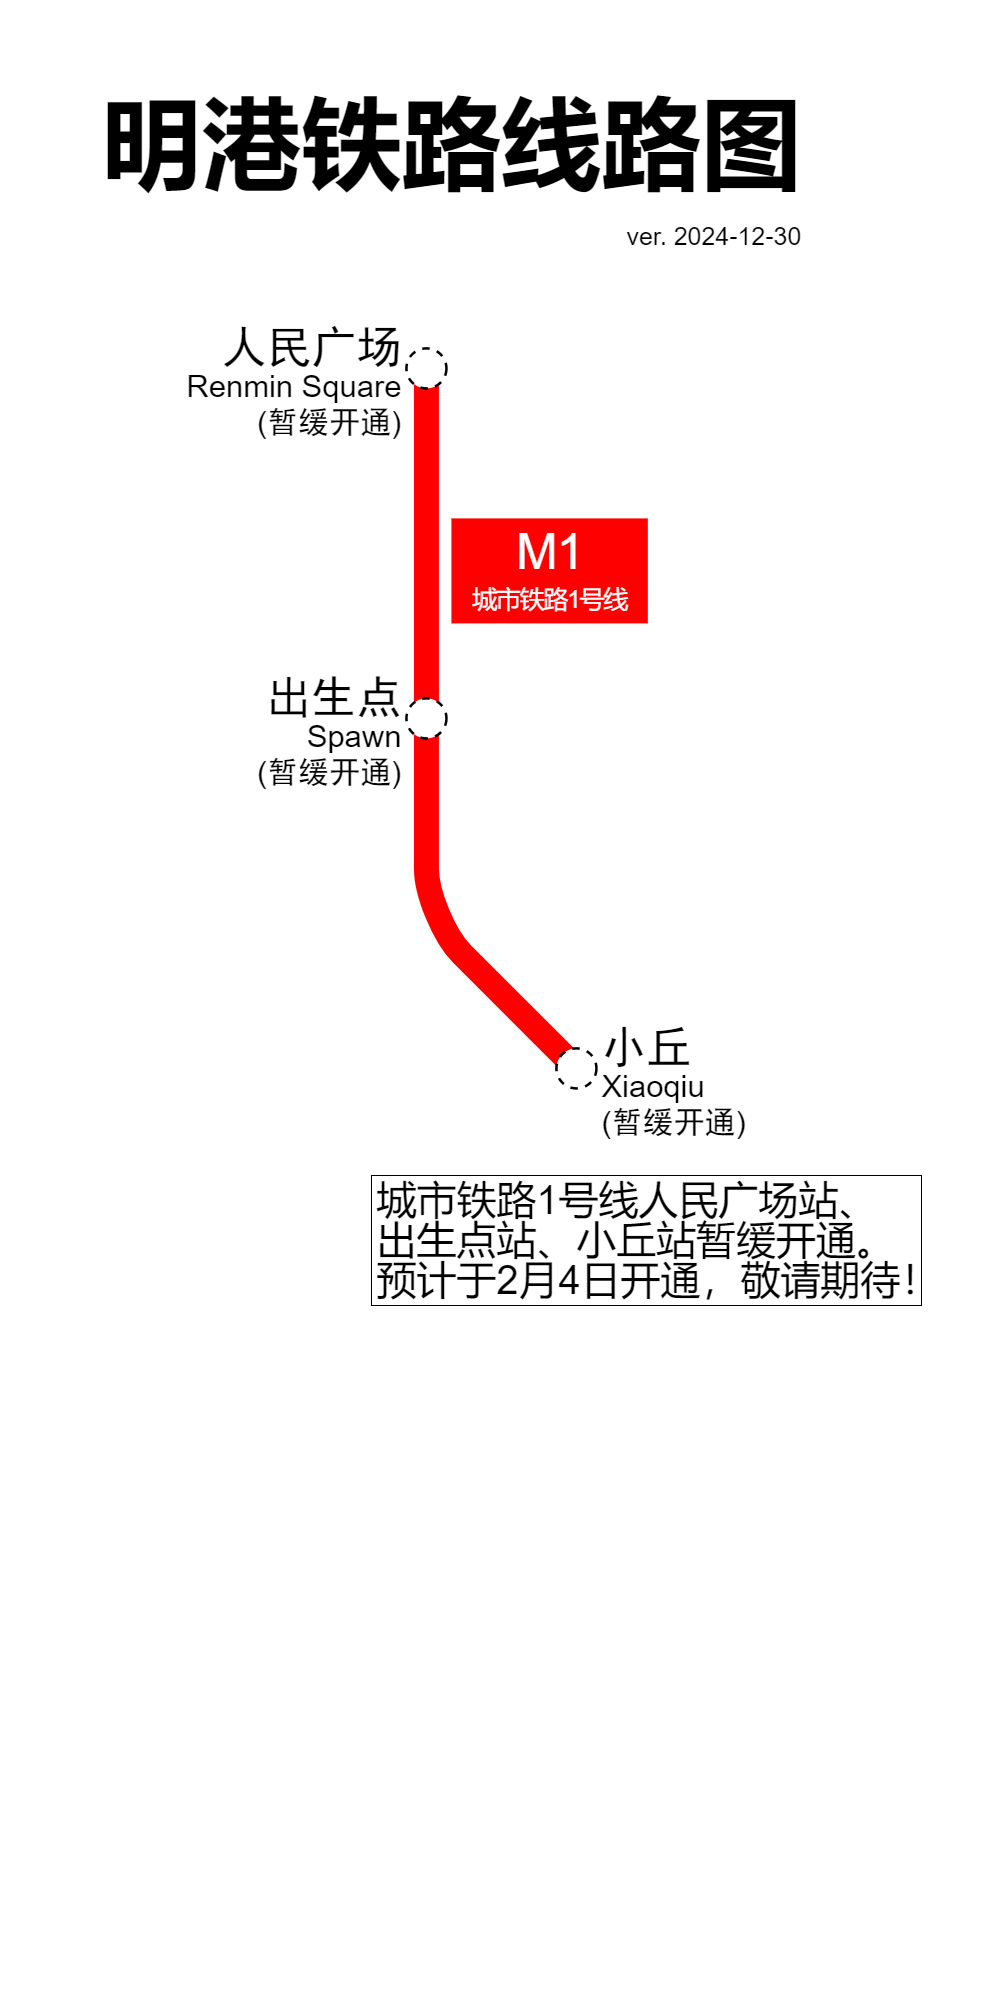 明港铁路线路图
ver. 2024-12-30
人民广场
Renmin Square
(暂缓开通)
M1
城市铁路1号线
出生点
Spawn
(暂缓开通)
小丘
Xiaoqiu
(暂缓开通)
城市铁路1号线人民广场站、
出生点站、小丘站暂缓开通。
预计于2月4日开通，敬请期待！